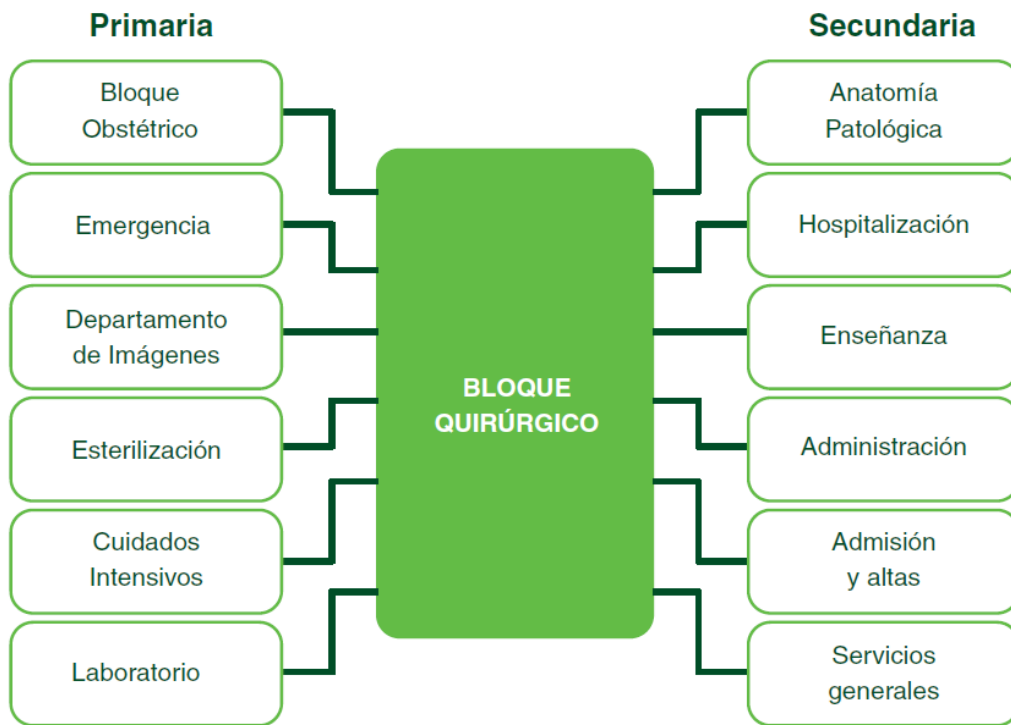 Primaria
Bloque
Obstétrico
Emergencia
Departamento
de Imágenes
Esterilización
Cuidados
Intensivos
Laboratorio
BLOQUE
QUIRÚRGICO
Secundaria
Anatomía
Patológica
Hospitalización
Enseñanza
Administración
Admisión
y altas
Servicios
generales